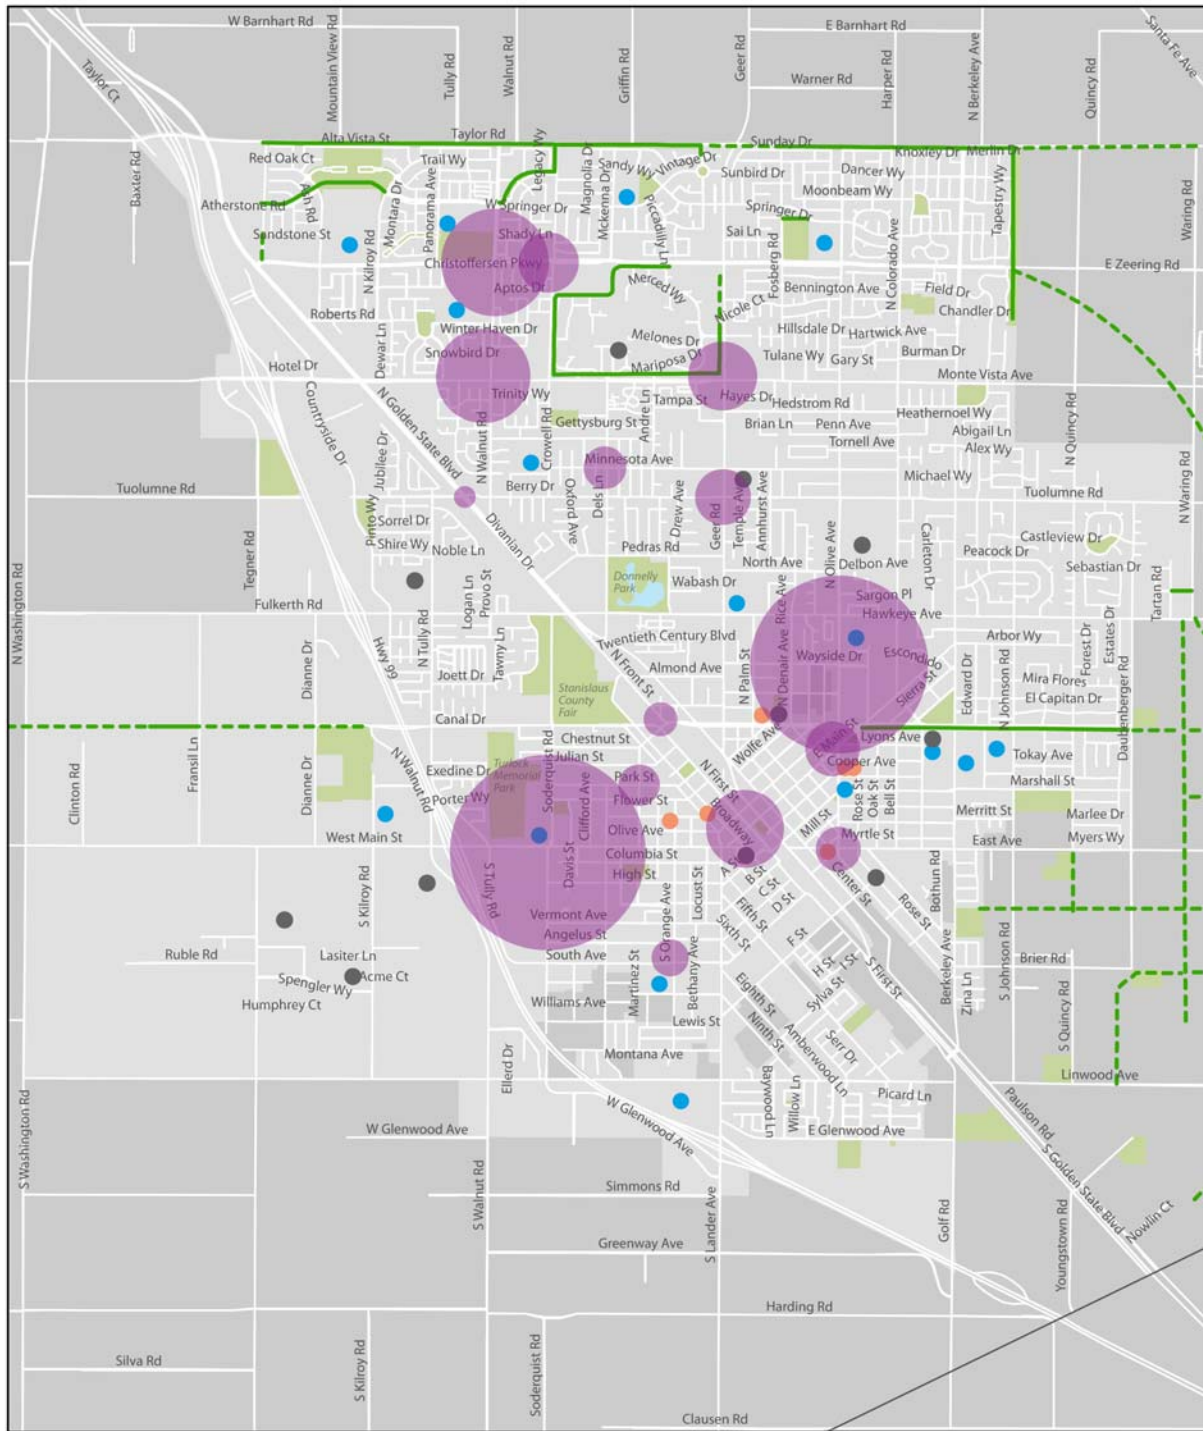 W Barnhart Rd
E Barnhart Rd
Santa Fe Ave
Taylor Ct
Mountain View Rd
Tully Rd
Walnut Rd
Griffin Rd
Geer Rd
Warner Rd
Harper Rd
N Berkeley Ave
Quincy Rd
Baxter Rd
Alta Vista St
Taylor Rd
Sunday Dr
Knoxley Dr
Merlin Dr
Red Oak Ct
Trail Wy
Legacy Wy
Magnolia Dr
Sandy Wy
Vintage Dr
Sunbird Dr
Dancer Wy
Moonbeam Wy
Tapestry Wy
Waring Rd
Atherstone Rd
Ash Rd
Montara Dr
Panorama Ave
W Springer Dr
Mckenna Dr
Piccadilly Ln
Springer Dr
Sandstone St
N Kilroy Rd
Shady Ln
Sai Ln
Fosberg Rd
N Colorado Ave
Christoffersen Pkwy
E Zeering Rd
Aptos Dr
Merced Wy
Bennington Ave
Field Dr
Nicole Ct
Chandler Dr
Roberts Rd
Winter Haven Dr
Melones Dr
Hillsdale Dr
Hartwick Ave
Dewar Ln
Snowbird Dr
Mariposa Dr
Tulane Wy
Gary St
Burman Dr
Hotel Dr
Monte Vista Ave
Countryside Dr
N Golden State Blvd
Trinity Wy
Tampa St
Hayes Dr
Hedstrom Rd
Heathernoel Wy
Gettysburg St
Andre Ln
Brian Ln
Penn Ave
Abigail Ln
Crowell Rd
Tornell Ave
Alex Wy
N Quincy Rd
Jubilee Dr
N Walnut Rd
Minnesota Ave
Michael Wy
Tuolumne Rd
Berry Dr
Tuolumne Rd
N Waring Rd
Pinto Wy
Sorrel Dr
Oxford Ave
Dels Ln
Drew Ave
Geer Rd
Temple Ave
Annhurst Ave
Shire Wy
Noble Ln
Divanian Dr
Pedras Rd
North Ave
N Olive Ave
Delbon Ave
Carleton Dr
Peacock Dr
Castleview Dr
Sebastian Dr
Tegner Rd
Donnelly
Park
Wabash Dr
Sargon Pl
Tartan Rd
Fulkerth Rd
Logan Ln
Provo St
Rice Ave
Hawkeye Ave
N Washington Rd
Dianne Dr
Hwy 99
N Tully Rd
Tawny Ln
Twentieth Century Blvd
N Denair Ave
Arbor Wy
Forest Dr
Estates Dr
N Front St
Almond Ave
N Palm St
Wayside Dr
Escondido
Joett Dr
Sierra St
Edward Dr
N Johnson Rd
Mira Flores
El Capitan Dr
Stanislaus
County
Fair
Canal Dr
Daubenberger Rd
Chestnut St
Wolfe Ave
E Main St
Lyons Ave
Fransil Ln
Julian St
Cooper Ave
Tokay Ave
Clinton Rd
Dianne Dr
N Walnut Rd
Exedine Dr
Turlock
Memorial
Park
Soderquist Rd
Park St
N First St
Marshall St
Porter Wy
Clifford Ave
Flower St
Broadway
Mill St
Rose St
Oak St
Bell St
Merritt St
Marlee Dr
West Main St
Olive Ave
Myrtle St
East Ave
Myers Wy
Columbia St
Davis St
High St
A St
B St
C St
D St
Center St
Rose St
Bothun Rd
S Tully Rd
S Kilroy Rd
Locust St
S Orange Ave
Fifth St
Sixth St
Vermont Ave
Angelus St
F St
Ruble Rd
Lasiter Ln
South Ave
H St
I St
S First St
Berkeley Ave
Zina Ln
S Johnson Rd
Brier Rd
Spengler Wy
Acme Ct
Martinez St
Bethany Ave
Sylva St
Humphrey Ct
Williams Ave
Eighth St
S Quincy Rd
Lewis St
Ninth St
Serr Dr
Amberwood Ln
Montana Ave
Ellerd Dr
Linwood Ave
S Washington Rd
Baywood Ln
Willow Ln
Picard Ln
Paulson Rd
W Glenwood Ave
W Glenwood Ave
E Glenwood Ave
S Golden State Blvd
Simmons Rd
S Walnut Rd
S Lander Ave
Golf Rd
Youngstown Rd
Nowlin Ct
Greenway Ave
Harding Rd
Silva Rd
S Kilroy Rd
Soderquist Rd
Clausen Rd